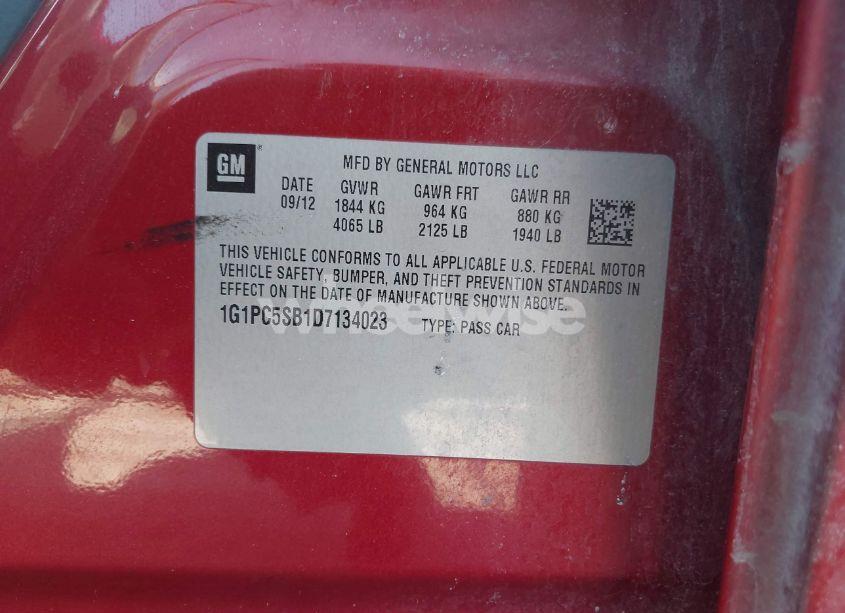 GM
MFD BY GENERAL MOTORS LLC
DATE GVWR GAWR FRT GAWR RR
09/12 1844 KG 964 KG 880 KG
4065 LB 2125 LB 1940 LB
THIS VEHICLE CONFORMS TO ALL APPLICABLE U.S. FEDERAL MOTOR
VEHICLE SAFETY, BUMPER, AND THEFT PREVENTION STANDARDS IN
EFFECT ON THE DATE OF MANUFACTURE SHOWN ABOVE.
1G1PC5SB1D7134023 TYPE: PASS CAR
wheelwise